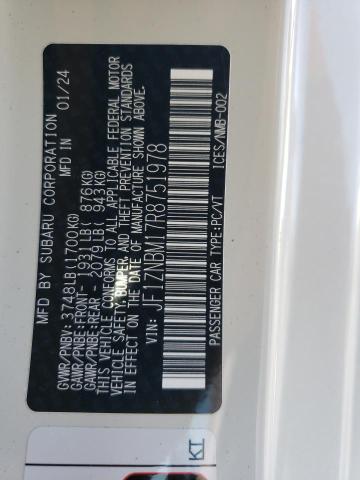 MFD BY SUBARU CORPORATION 01/24
MFD IN
GVWR/PNBV: 3748LB(1700KG)
GAWR/PNBE:FRONT- 1931LB( 876KG)
GAWR/PNBE:REAR - 2079LB( 943KG)
THIS VEHICLE CONFORMS TO ALL APPLICABLE FEDERAL MOTOR
VEHICLE SAFETY, BUMPER, AND THEFT PREVENTION STANDARDS
IN EFFECT ON THE DATE OF MANUFACTURE SHOWN ABOVE.
VIN: JF1ZNBM17R8751978
PASSENGER CAR TYPE:PC/VT ICES/NMB-002